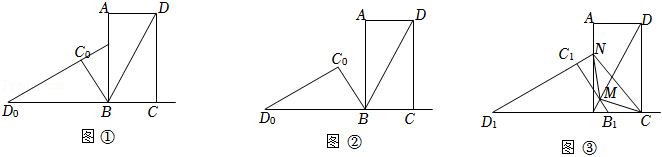 A D A D A D
C₀ C₀ C₁ N
M
D₀ B C D₀ B C D₁ B₁ C
图① 图② 图③